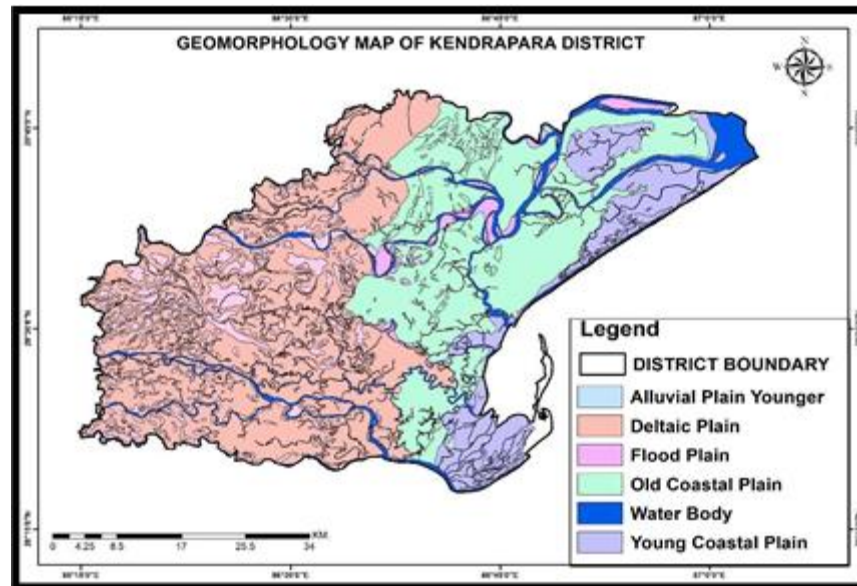 GEOMORPHOLOGY MAP OF KENDRAPARA DISTRICT
N
W E
S
Legend
DISTRICT BOUNDARY
Alluvial Plain Younger
Deltaic Plain
Flood Plain
Old Coastal Plain
Water Body
Young Coastal Plain
KM
0 4.25 8.5 17 25.5 34